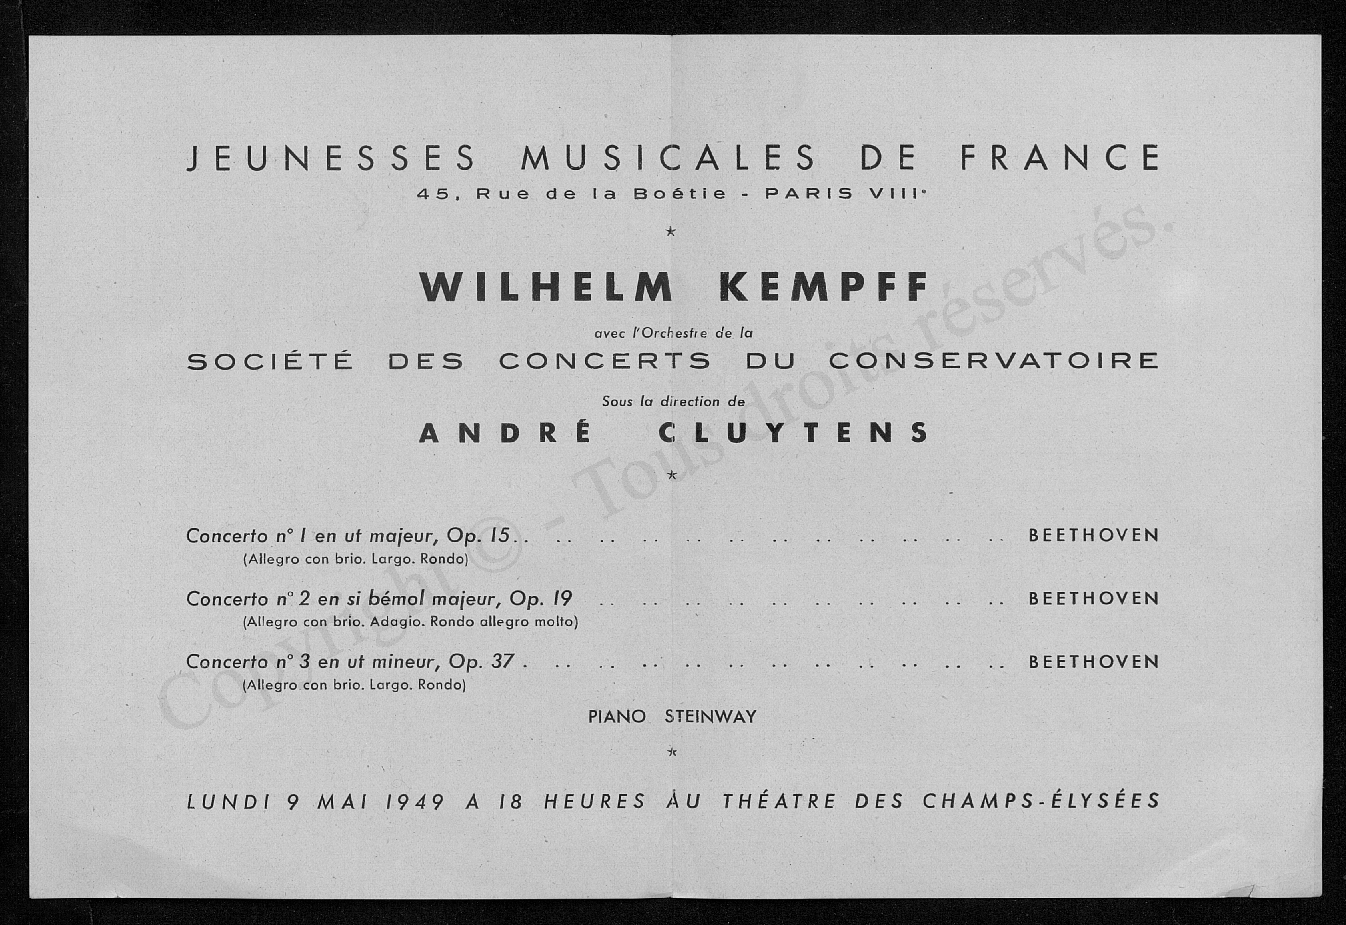 JEUNESSES MUSICALES DE FRANCE
45, Rue de la Boétie - PARIS VIIIe
★
WILHELM KEMPFF
avec l'Orchestre de la
SOCIÉTÉ DES CONCERTS DU CONSERVATOIRE
Sous la direction de
ANDRÉ CLUYTENS
★
Concerto n° 1 en ut majeur, Op. 15.. .. .. .. .. .. .. .. .. .. .. .. BEETHOVEN
(Allegro con brio. Largo. Rondo)
Concerto n° 2 en si bémol majeur, Op. 19 .. .. .. .. .. .. .. .. .. .. BEETHOVEN
(Allegro con brio. Adagio. Rondo allegro molto)
Concerto n° 3 en ut mineur, Op. 37 . .. .. .. .. .. .. .. .. .. .. .. BEETHOVEN
(Allegro con brio. Largo. Rondo)
PIANO STEINWAY
★
LUNDI 9 MAI 1949 A 18 HEURES AU THÉATRE DES CHAMPS-ÉLYSÉES
Copyright © - Tous droits réservés.